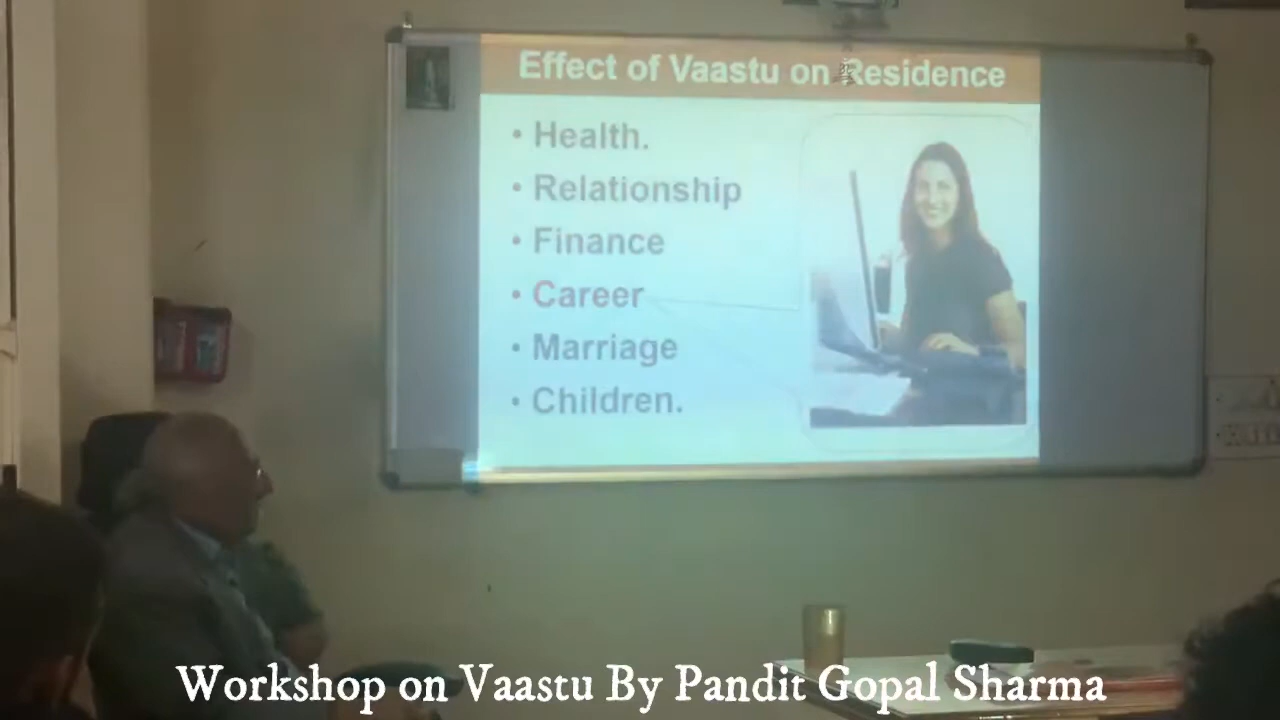 Effect of Vaastu on Residence
• Health.
• Relationship
• Finance
• Career
• Marriage
• Children.
Workshop on Vaastu By Pandit Gopal Sharma